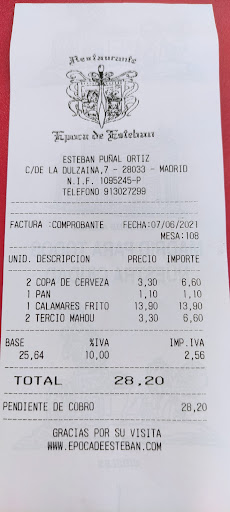 Restaurante
Epoca de Esteban
ESTEBAN PUÑAL ORTIZ
C/DE LA DULZAINA,7 - 28033 - MADRID
N.I.F. 1085245-P
TELEFONO 913027299
FACTURA :COMPROBANTE FECHA:07/06/2021
MESA:108
UNID. DESCRIPCION PRECIO IMPORTE
2 COPA DE CERVEZA 3,30 6,60
1 PAN 1,10 1,10
1 CALAMARES FRITO 13,90 13,90
2 TERCIO MAHOU 3,30 6,60
BASE %IVA IMP.IVA
25,64 10,00 2,56
TOTAL 28,20
PENDIENTE DE COBRO 28,20
GRACIAS POR SU VISITA
WWW.EPOCADEESTEBAN.COM